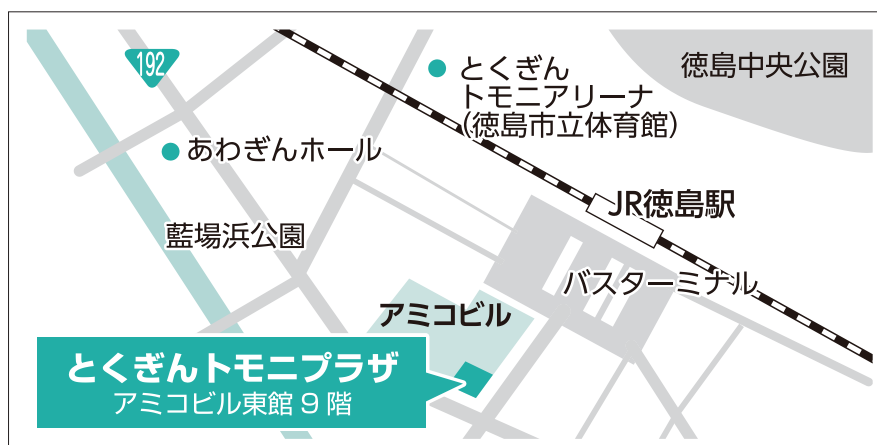 192
とくぎん
トモニアリーナ
(徳島市立体育館)
徳島中央公園
あわぎんホール
JR徳島駅
藍場浜公園
バスターミナル
アミコビル
とくぎんトモニプラザ
アミコビル東館9階